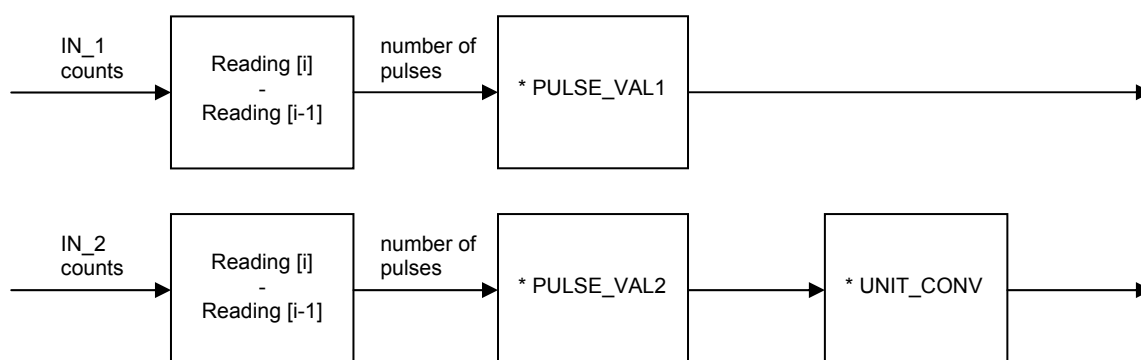 IN_1
counts
Reading [i]
-
Reading [i-1]
number of
pulses
* PULSE_VAL1
IN_2
counts
Reading [i]
-
Reading [i-1]
number of
pulses
* PULSE_VAL2
* UNIT_CONV